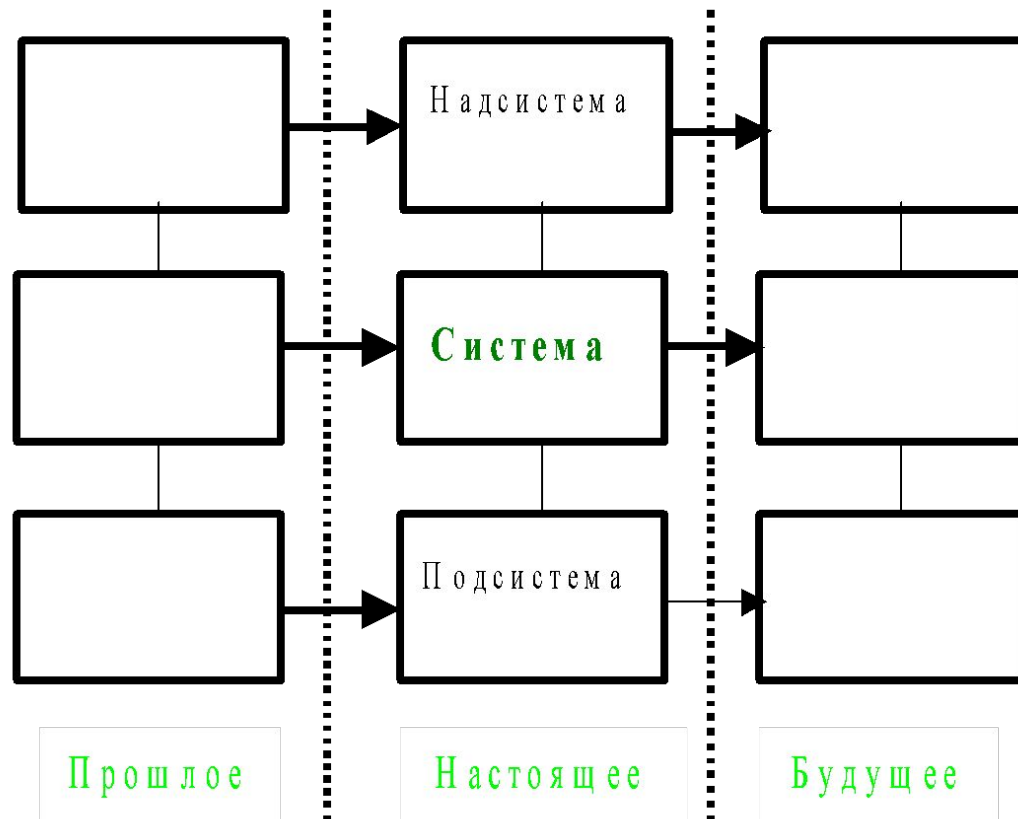 Надсистема
Система
Подсистема
Прошлое
Настоящее
Будущее